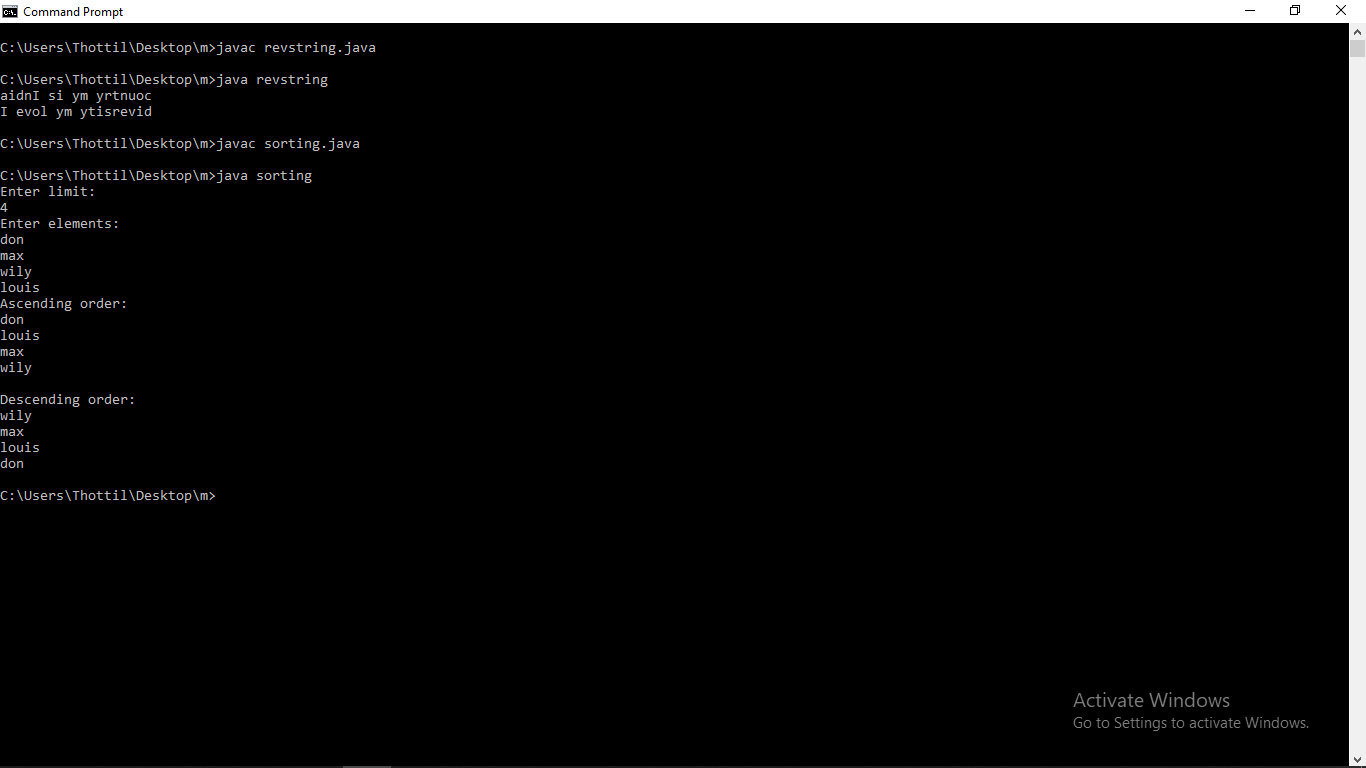 Command Prompt
C:\Users\Thottil\Desktop\m>javac revstring.java
C:\Users\Thottil\Desktop\m>java revstring
aidnI si ym yrtnuoc
I evol ym ytisrevid
C:\Users\Thottil\Desktop\m>javac sorting.java
C:\Users\Thottil\Desktop\m>java sorting
Enter limit:
4
Enter elements:
don
max
wily
louis
Ascending order:
don
louis
max
wily
Descending order:
wily
max
louis
don
C:\Users\Thottil\Desktop\m>
Activate Windows
Go to Settings to activate Windows.